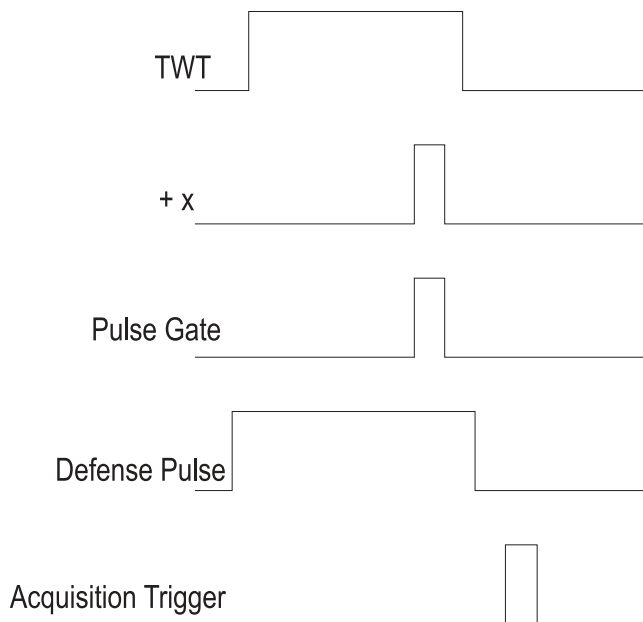 TWT
+ x
Pulse Gate
Defense Pulse
Acquisition Trigger